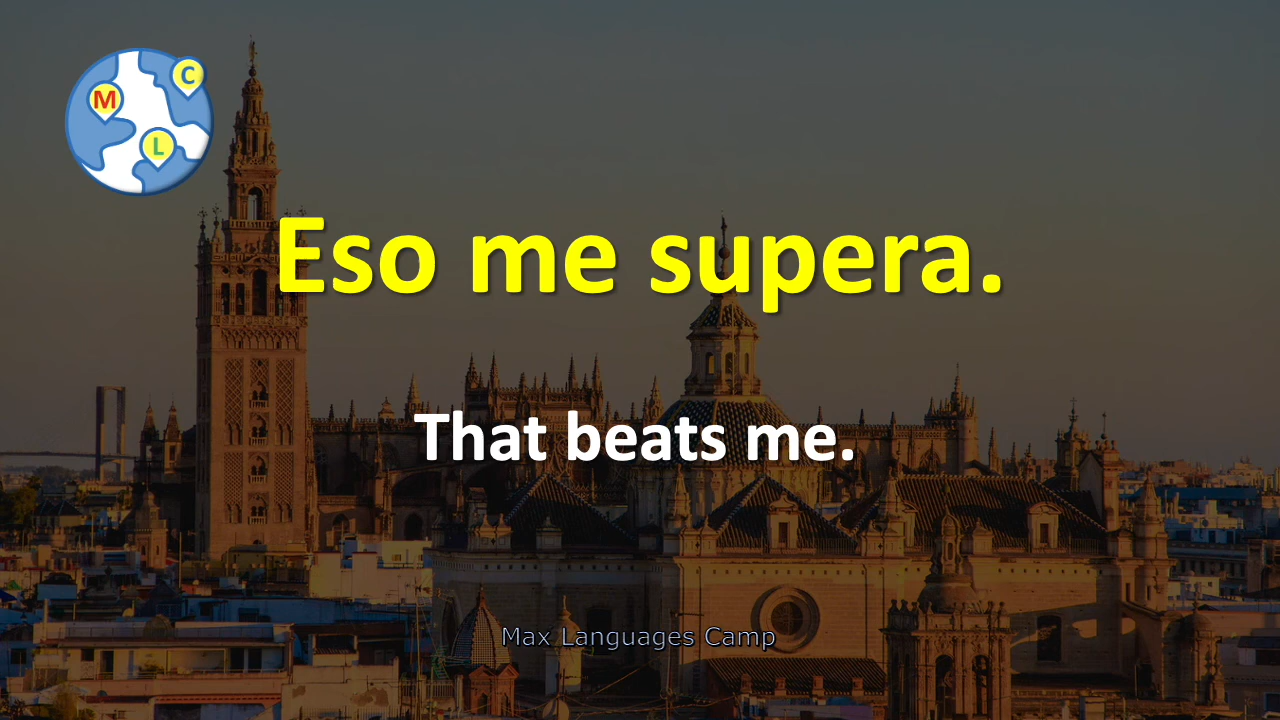 M
C
L
Eso me supera.
That beats me.
Max Languages Camp